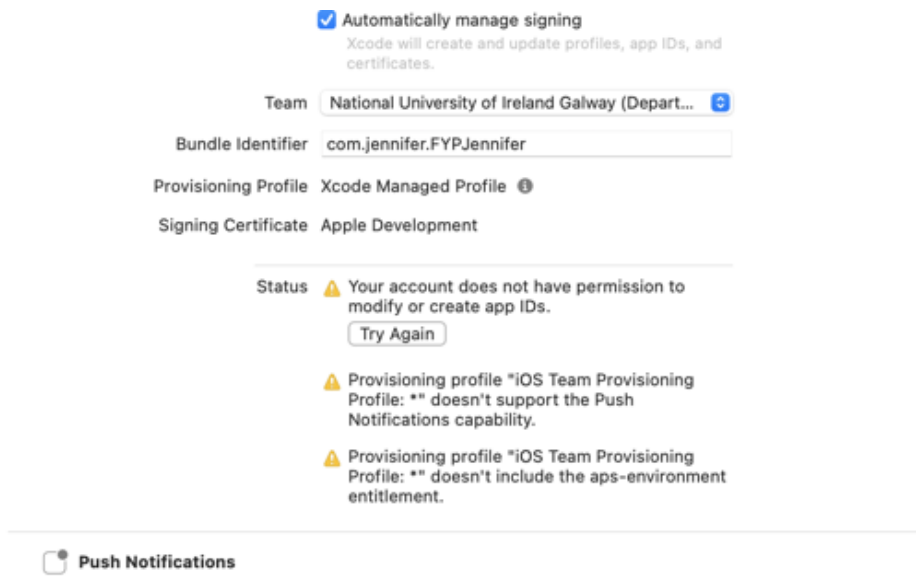 Automatically manage signing
Xcode will create and update profiles, app IDs, and
certificates.
Team National University of Ireland Galway (Depart...
Bundle Identifier com.jennifer.FYPJennifer
Provisioning Profile Xcode Managed Profile
Signing Certificate Apple Development
Status Your account does not have permission to
modify or create app IDs.
Try Again
Provisioning profile "iOS Team Provisioning
Profile: *" doesn't support the Push
Notifications capability.
Provisioning profile "iOS Team Provisioning
Profile: *" doesn't include the aps-environment
entitlement.
Push Notifications